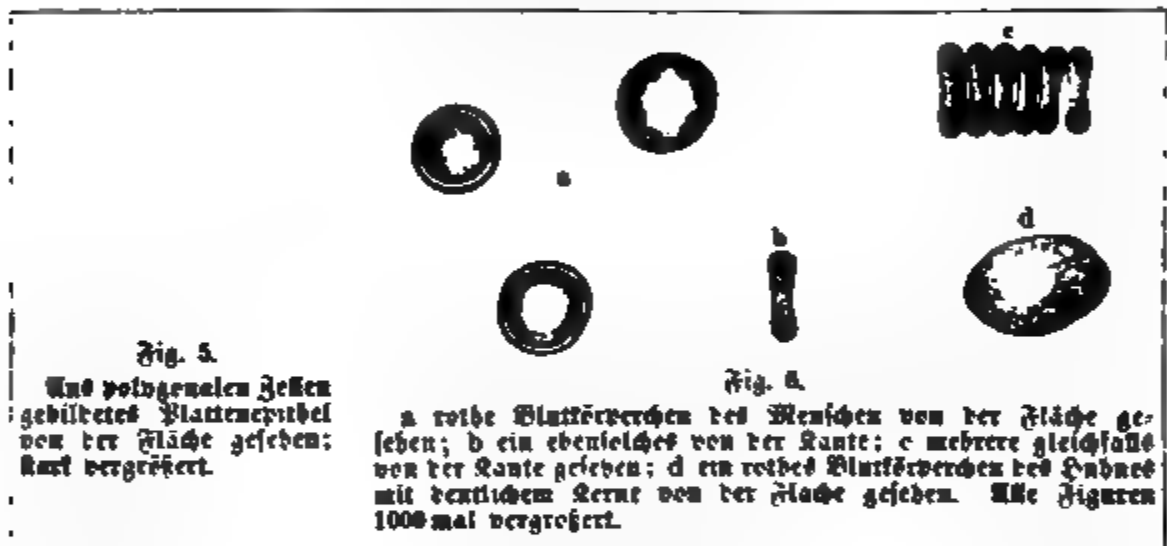 c
a
b
d
Fig. 5.
Aus polygonalen Zellen
gebildetes Plattenepithel
von der Fläche gesehen;
stark vergrößert.
Fig. 6.
a rothe Blutkörperchen des Menschen von der Fläche ge-
sehen; b ein ebensolches von der Kante; c mehrere gleichfalls
von der Kante gesehen; d ein rothes Blutkörperchen des Huhnes
mit deutlichem Kerne von der Fläche gesehen. Alle Figuren
1000 mal vergrößert.